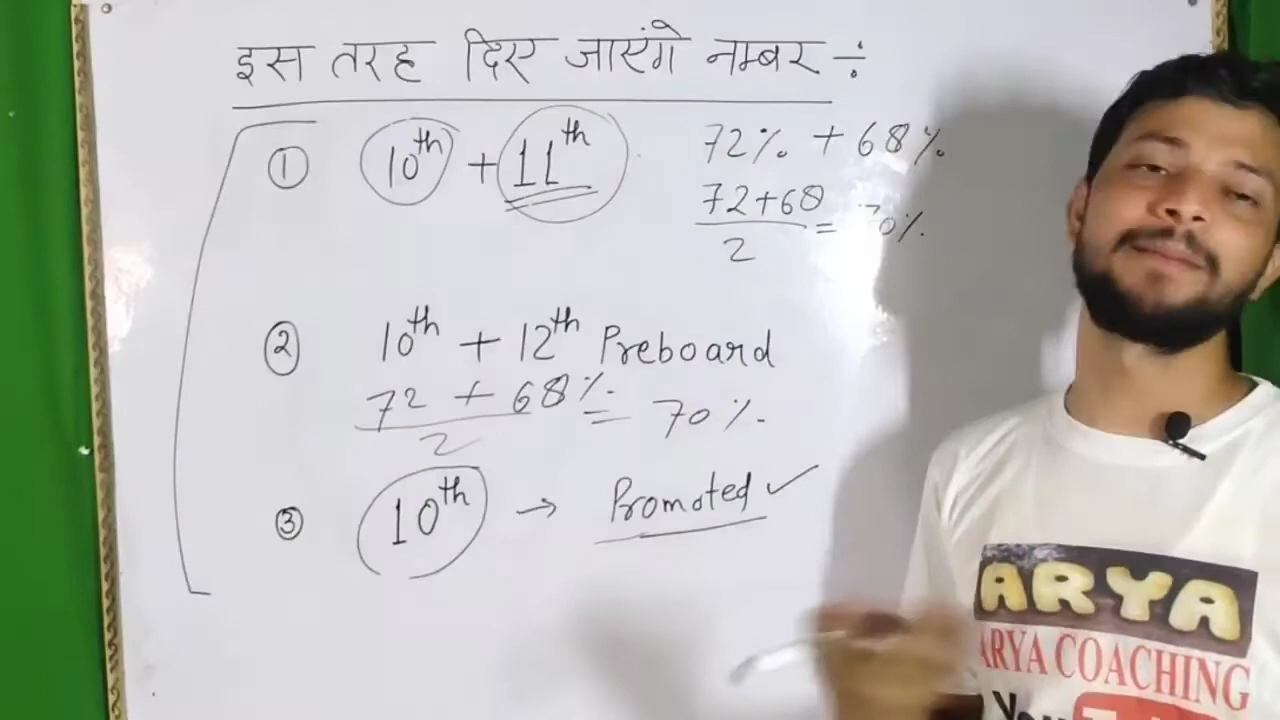 इस तरह दिए जाएंगे नम्बर ÷
① 10th + 11th
72% + 68%
72+68
2
= 70%
② 10th + 12th Preboard
72 + 68%
2
= 70%
③ 10th → Promoted ✓
ARYA
ARYA COACHING